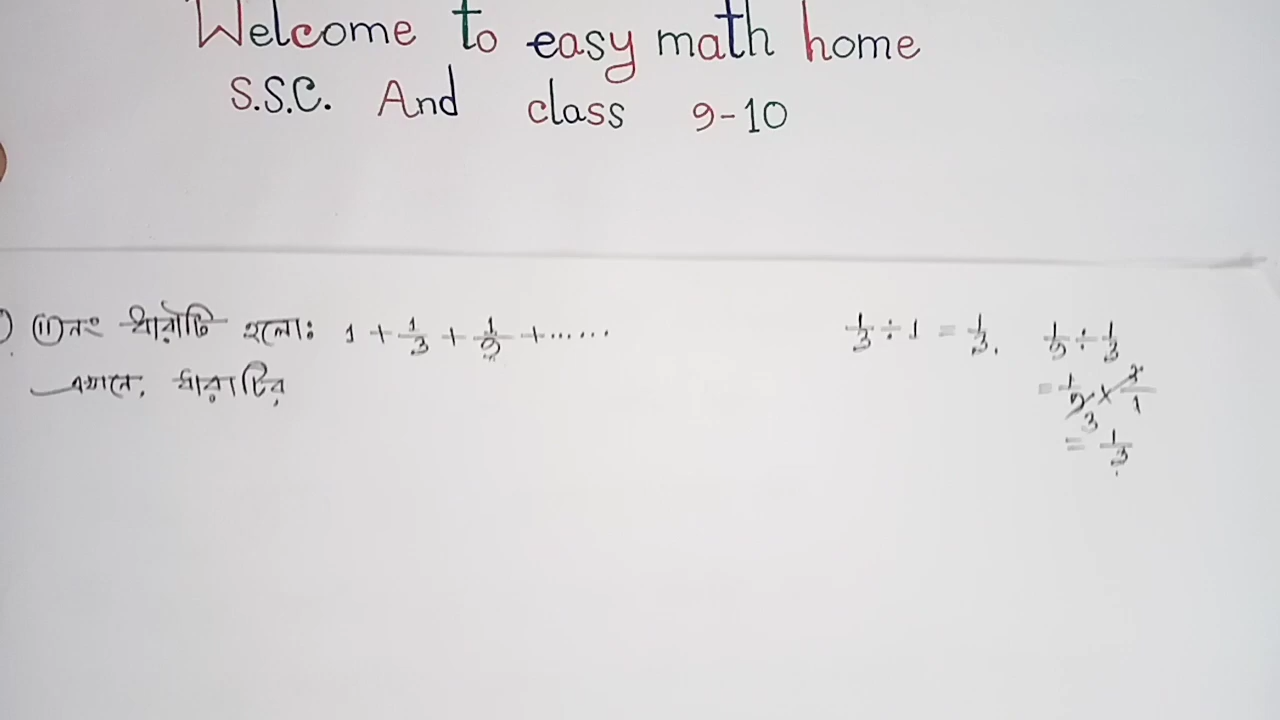 Welcome to easy math home
S.S.C. And class 9-10
(ii)নং ধারাটি হলোঃ 1 + 1/3 + 1/9 + ......
এখানে, ধারাটির
1/3 ÷ 1 = 1/3.
1/9 ÷ 1/3
= 1/9 × 3/1
3
= 1/3